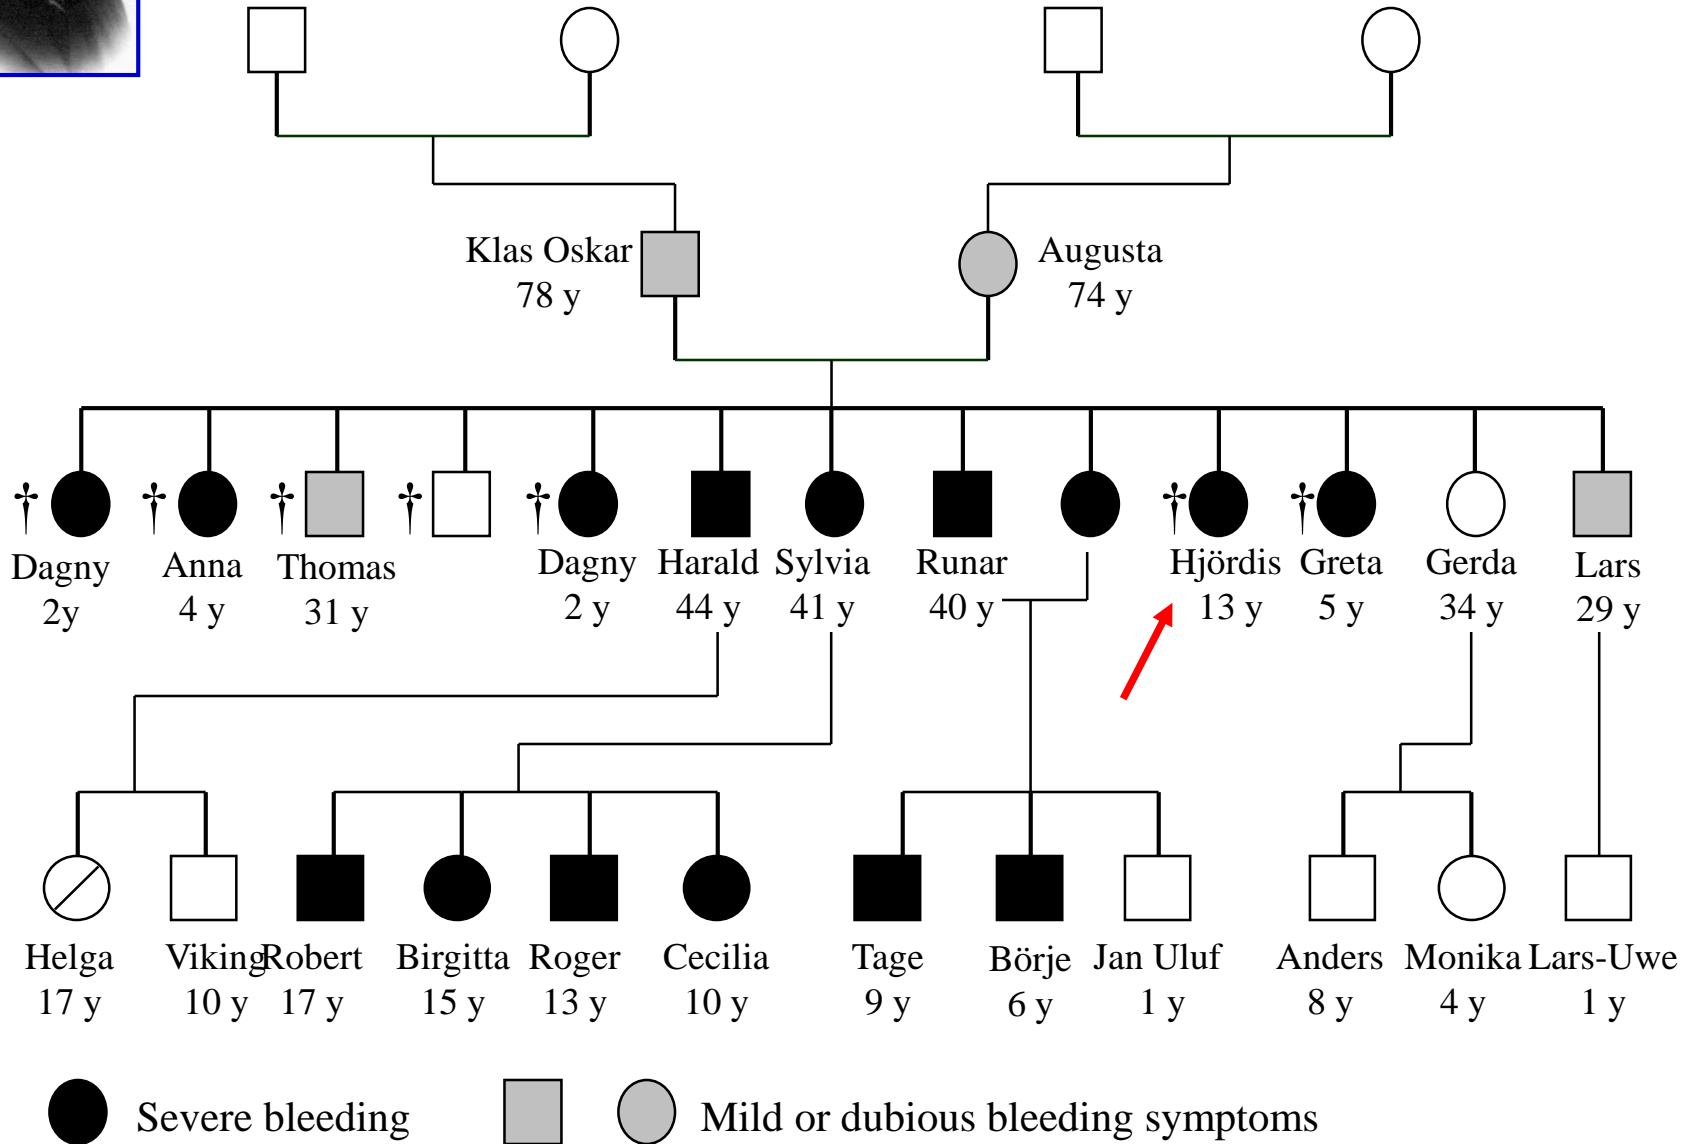 Klas Oskar
78 y
Augusta
74 y
† † † † † † †
Dagny
2y
Anna
4 y
Thomas
31 y
Dagny
2 y
Harald
44 y
Sylvia
41 y
Runar
40 y
Hjördis
13 y
Greta
5 y
Gerda
34 y
Lars
29 y
Helga
17 y
Viking
10 y
Robert
17 y
Birgitta
15 y
Roger
13 y
Cecilia
10 y
Tage
9 y
Börje
6 y
Jan Uluf
1 y
Anders
8 y
Monika
4 y
Lars-Uwe
1 y
Severe bleeding
Mild or dubious bleeding symptoms